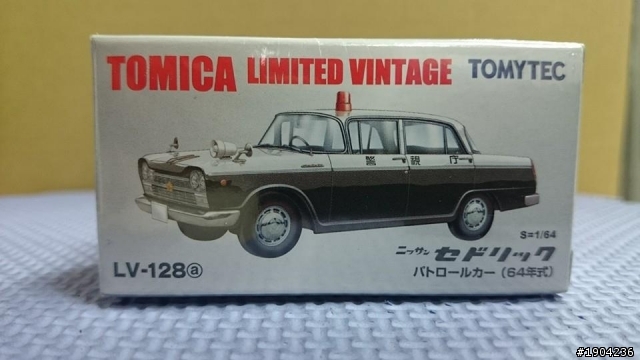 TOMICA LIMITED VINTAGE TOMYTEC
警視庁
S=1/64
ニッサン セドリック
LV-128ⓐ パトロールカー (64年式)
#1904236